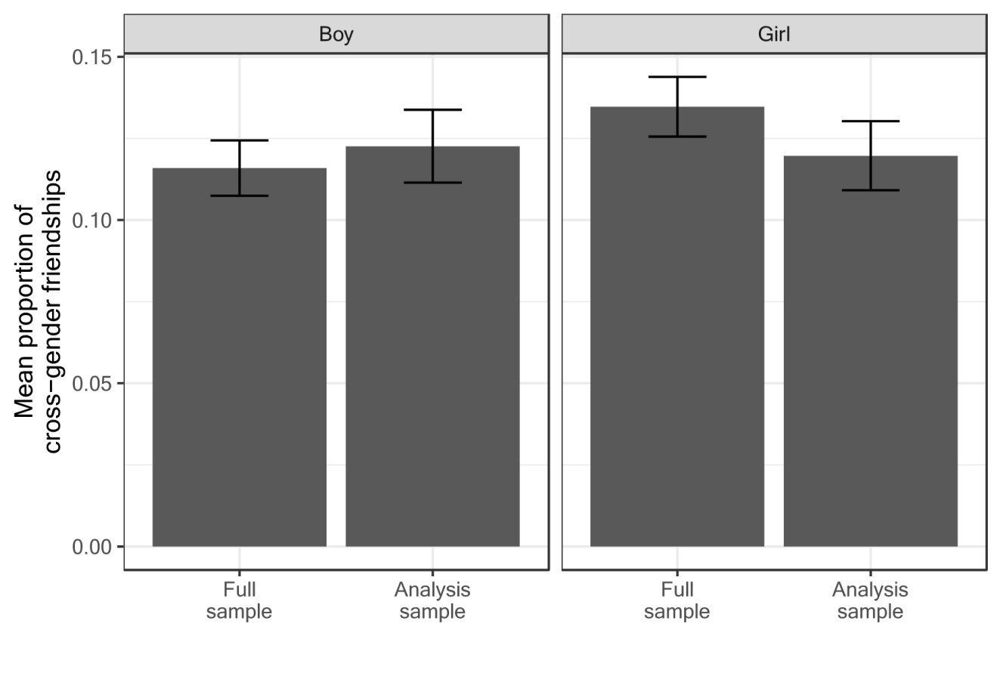 Boy
Girl
Mean proportion of
cross−gender friendships
0.15
0.10
0.05
0.00
Full
sample
Analysis
sample
Full
sample
Analysis
sample